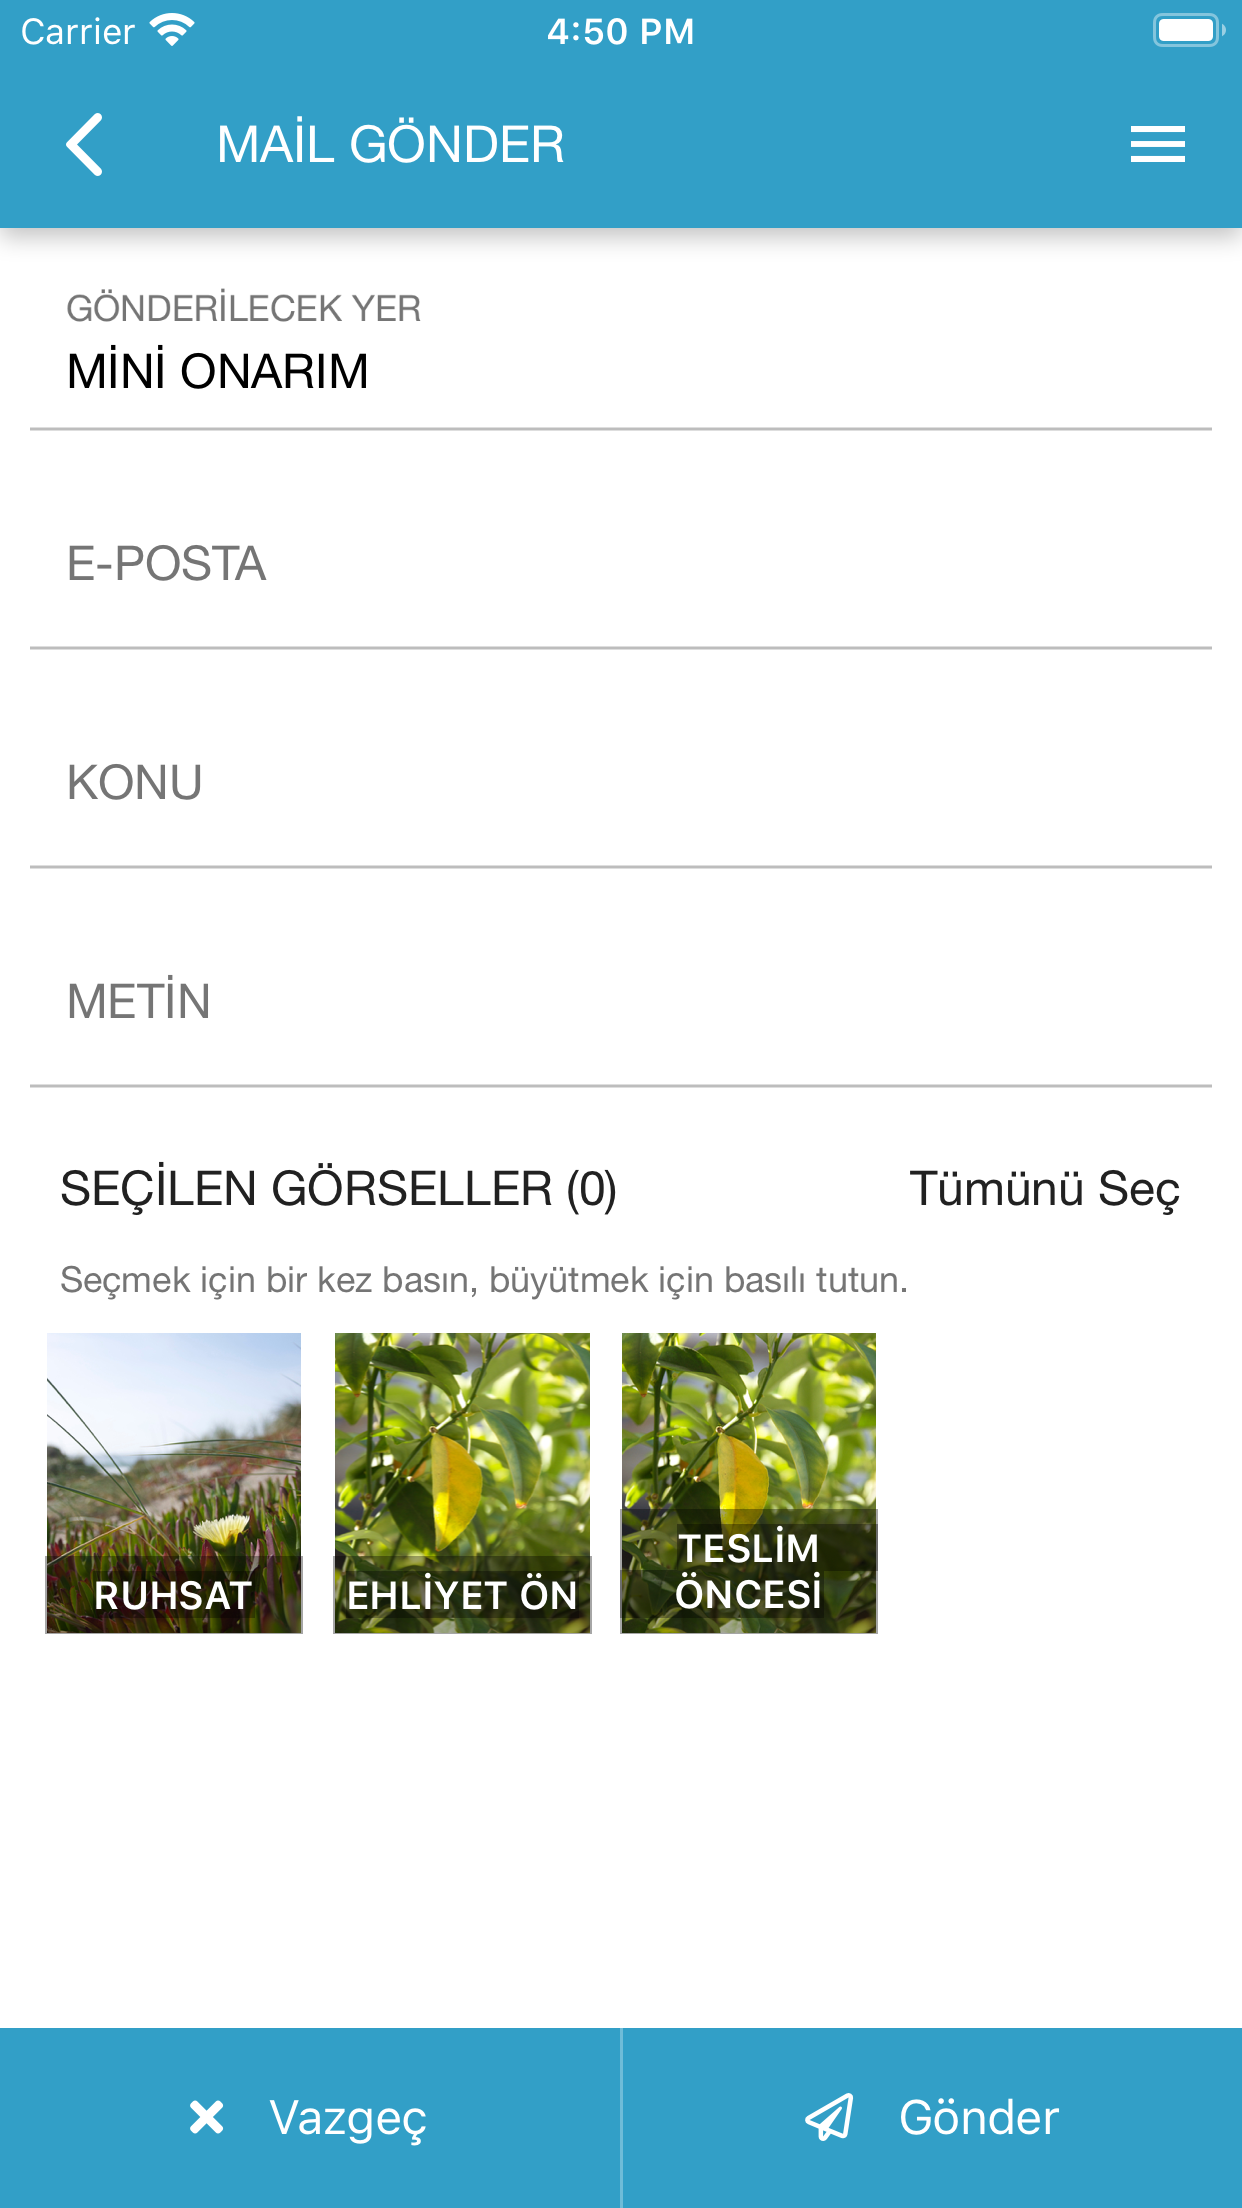 Carrier 4:50 PM
MAİL GÖNDER
GÖNDERİLECEK YER
MİNİ ONARIM
E-POSTA
KONU
METİN
SEÇİLEN GÖRSELLER (0) Tümünü Seç
Seçmek için bir kez basın, büyütmek için basılı tutun.
RUHSAT
EHLİYET ÖN
TESLİM
ÖNCESİ
Vazgeç Gönder